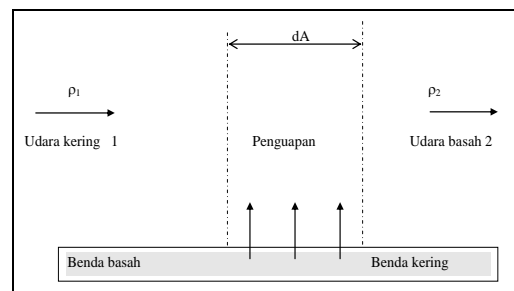 dA
ρ1
ρ2
Udara kering 1
Penguapan
Udara basah 2
Benda basah
Benda kering